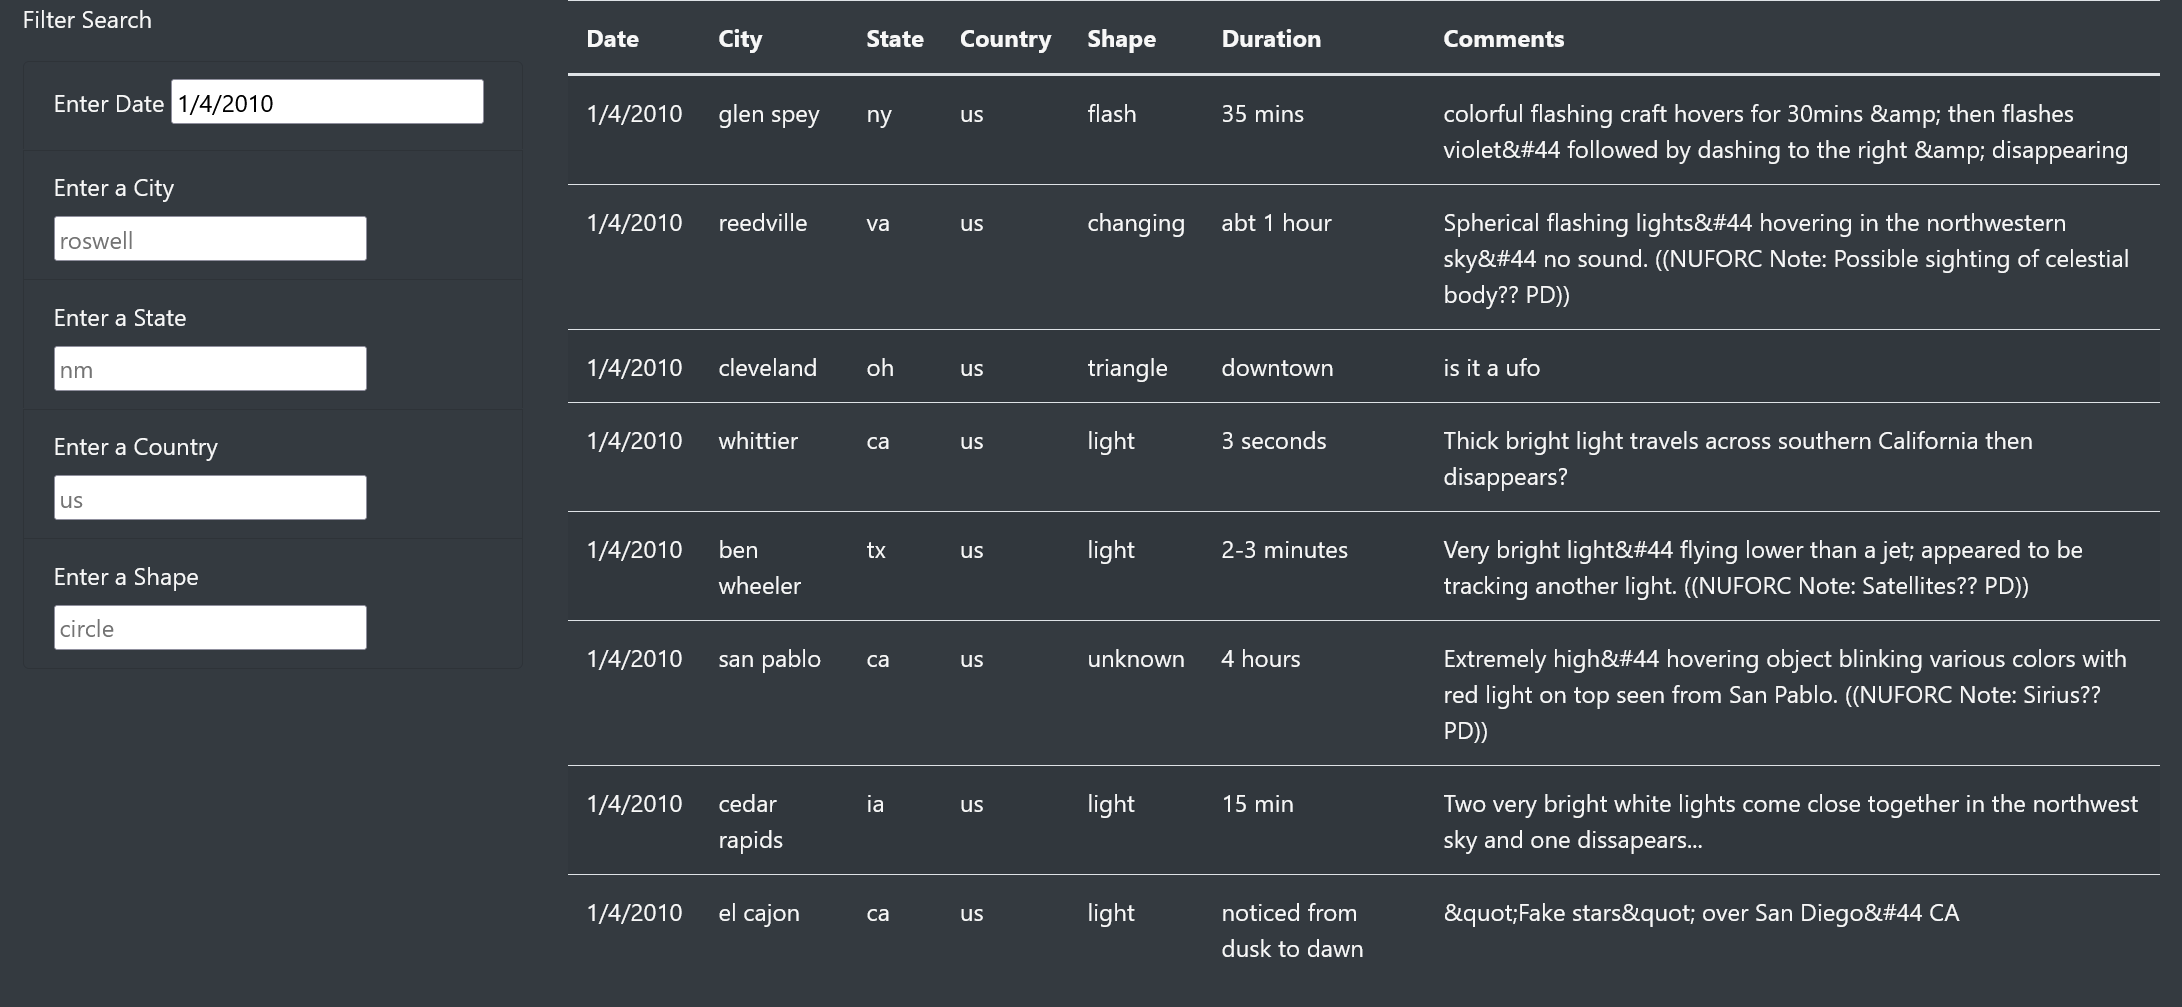 Filter Search
Enter Date 1/4/2010
Enter a City
roswell
Enter a State
nm
Enter a Country
us
Enter a Shape
circle
Date City State Country Shape Duration Comments
1/4/2010 glen spey ny us flash 35 mins colorful flashing craft hovers for 30mins &amp; then flashes
violet&#44 followed by dashing to the right &amp; disappearing
1/4/2010 reedville va us changing abt 1 hour Spherical flashing lights&#44 hovering in the northwestern
sky&#44 no sound. ((NUFORC Note: Possible sighting of celestial
body?? PD))
1/4/2010 cleveland oh us triangle downtown is it a ufo
1/4/2010 whittier ca us light 3 seconds Thick bright light travels across southern California then
disappears?
1/4/2010 ben tx us light 2-3 minutes Very bright light&#44 flying lower than a jet; appeared to be
wheeler tracking another light. ((NUFORC Note: Satellites?? PD))
1/4/2010 san pablo ca us unknown 4 hours Extremely high&#44 hovering object blinking various colors with
red light on top seen from San Pablo. ((NUFORC Note: Sirius??
PD))
1/4/2010 cedar ia us light 15 min Two very bright white lights come close together in the northwest
rapids sky and one dissapears...
1/4/2010 el cajon ca us light noticed from &quot;Fake stars&quot; over San Diego&#44 CA
dusk to dawn